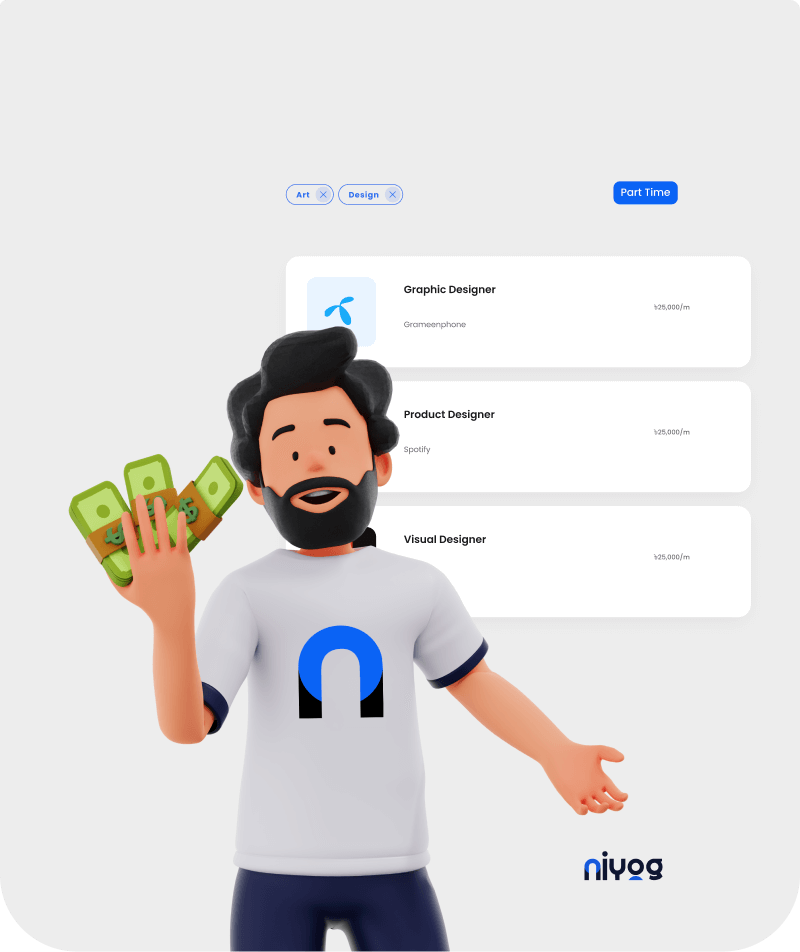 Art
Design
Part Time
Graphic Designer
৳25,000/m
Grameenphone
Product Designer
৳25,000/m
Spotify
Visual Designer
৳25,000/m
n
niyog